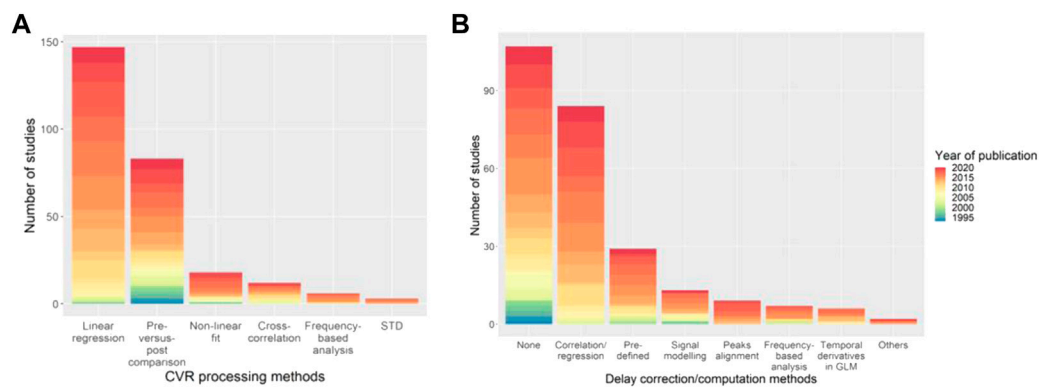 A
Number of studies
150
100
50
0
Linear
regression
Pre-
versus-
post
comparison
Non-linear
fit
Cross-
correlation
Frequency-
based
analysis
STD
CVR processing methods
B
Number of studies
90
60
30
0
None
Correlation/
regression
Pre-
defined
Signal
modelling
Peaks
alignment
Frequency-
based
analysis
Temporal
derivatives
in GLM
Others
Delay correction/computation methods
Year of publication
2020
2015
2010
2005
2000
1995